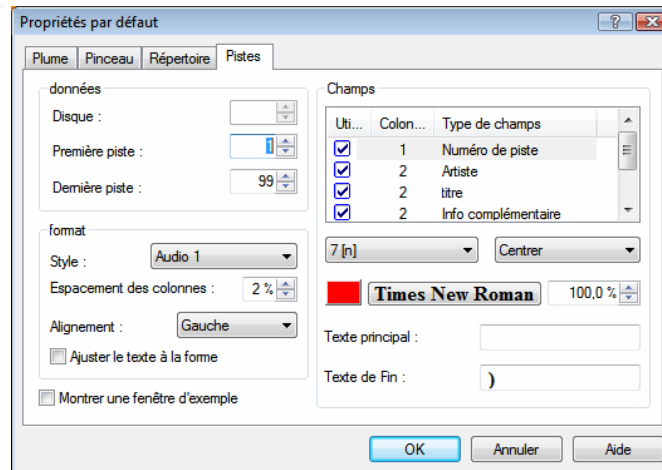 Propriétés par défaut
Plume Pinceau Répertoire Pistes
données
Disque :
Première piste : 1
Dernière piste : 99
format
Style : Audio 1
Espacement des colonnes : 2 %
Alignement : Gauche
Ajuster le texte à la forme
Montrer une fenêtre d'exemple
Champs
Uti... Colon... Type de champs
1 Numéro de piste
2 Artiste
2 titre
2 Info complémentaire
7 [n] Centrer
Times New Roman 100,0 %
Texte principal :
Texte de Fin : )
OK Annuler Aide